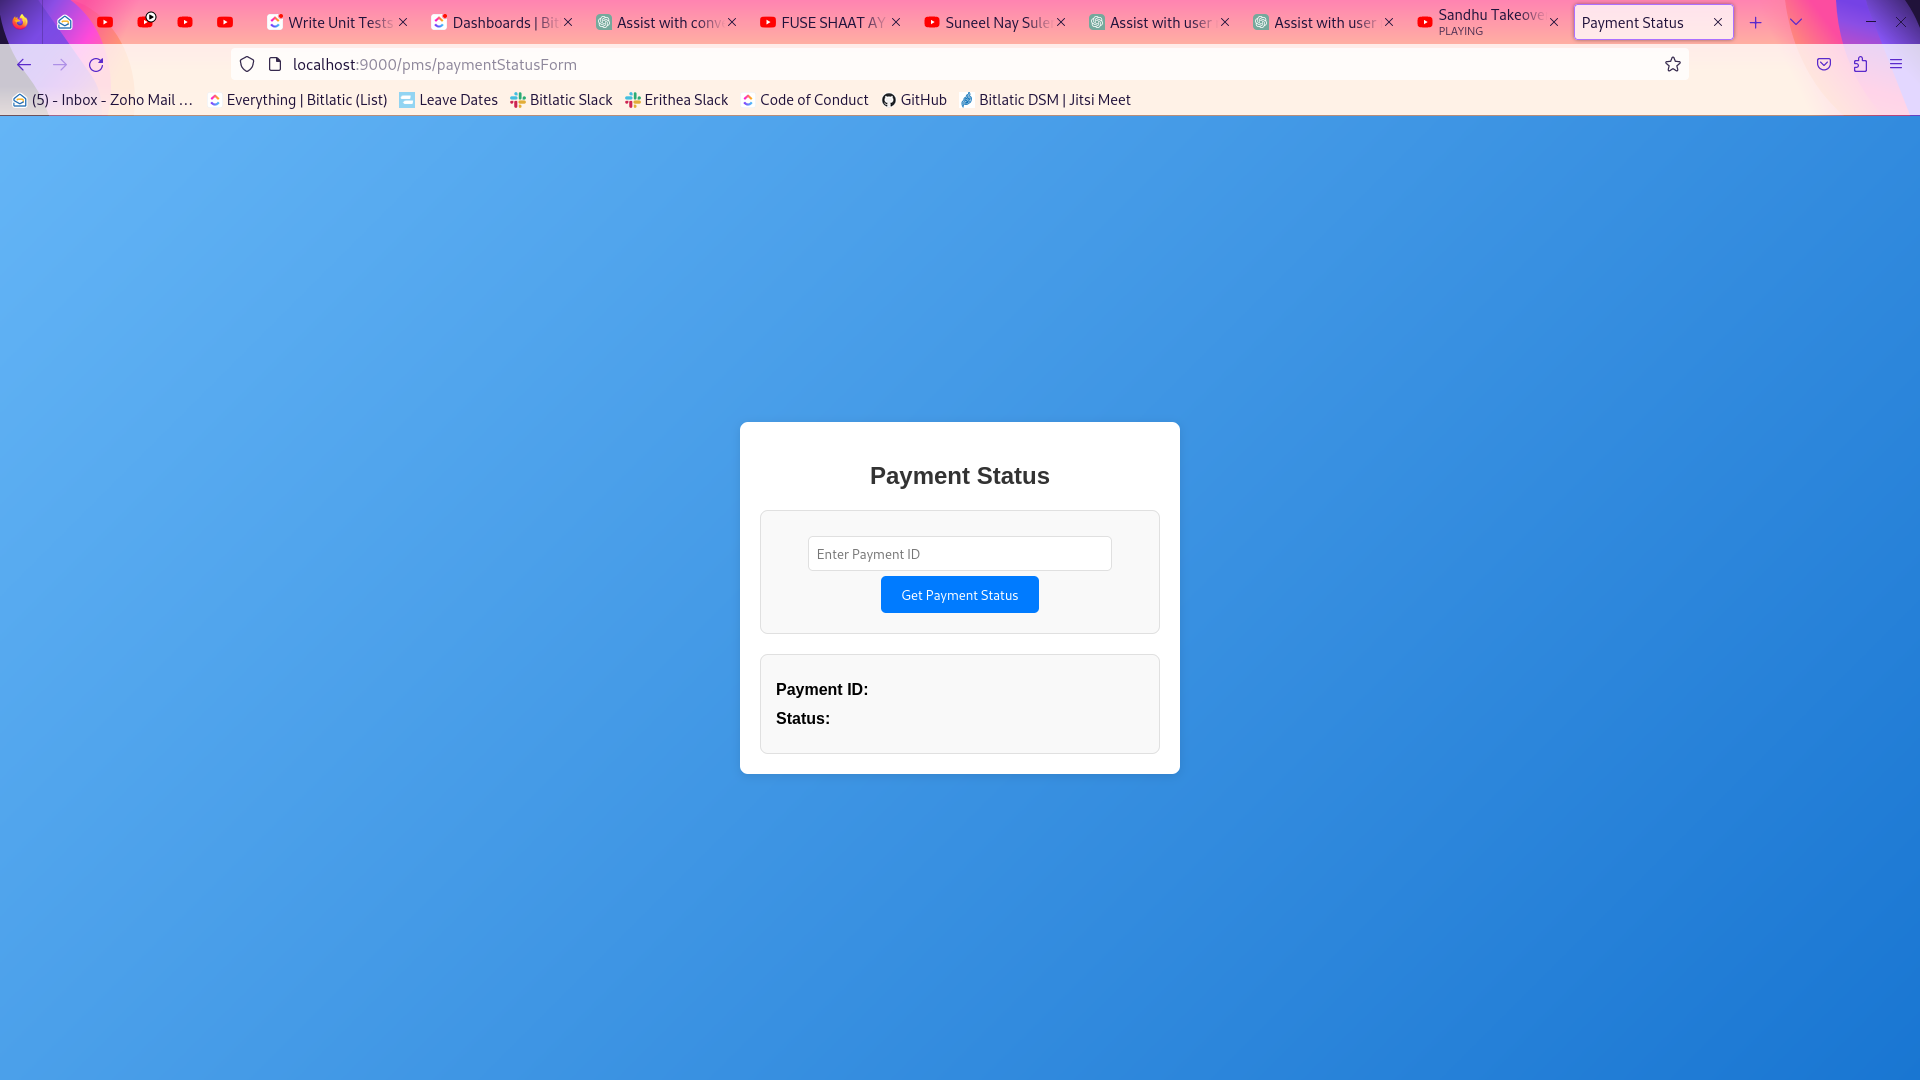 Write Unit Tests
Dashboards | Bit
Assist with conv
FUSE SHAAT AY
Suneel Nay Sule
Assist with user
Assist with user
Sandhu Takeove
PLAYING
Payment Status
localhost:9000/pms/paymentStatusForm
(5) - Inbox - Zoho Mail ...
Everything | Bitlatic (List)
Leave Dates
Bitlatic Slack
Erithea Slack
Code of Conduct
GitHub
Bitlatic DSM | Jitsi Meet
Payment Status
Enter Payment ID
Get Payment Status
Payment ID:
Status: